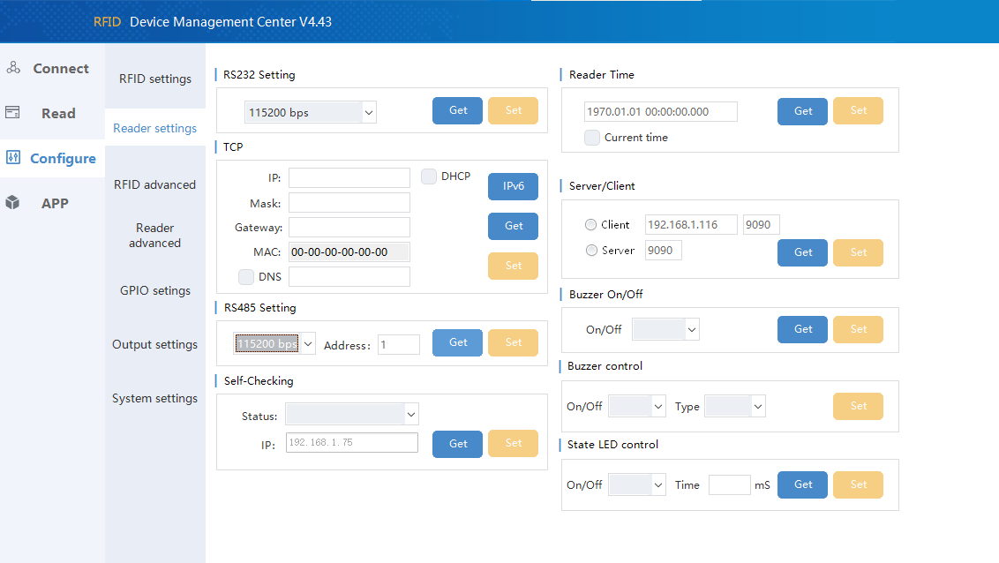 RFID Device Management Center V4.43
Connect
Read
Configure
APP
RFID settings
Reader settings
RFID advanced
Reader
advanced
GPIO setings
Output settings
System settings
RS232 Setting
115200 bps Get Set
TCP
IP: DHCP IPv6
Mask:
Gateway: Get
MAC: 00-00-00-00-00-00
DNS Set
RS485 Setting
115200 bps Address: 1 Get Set
Self-Checking
Status:
IP: 192.168.1.75 Get Set
Reader Time
1970.01.01 00:00:00.000 Get Set
Current time
Server/Client
Client 192.168.1.116 9090
Server 9090 Get Set
Buzzer On/Off
On/Off Get Set
Buzzer control
On/Off Type Set
State LED control
On/Off Time mS Get Set